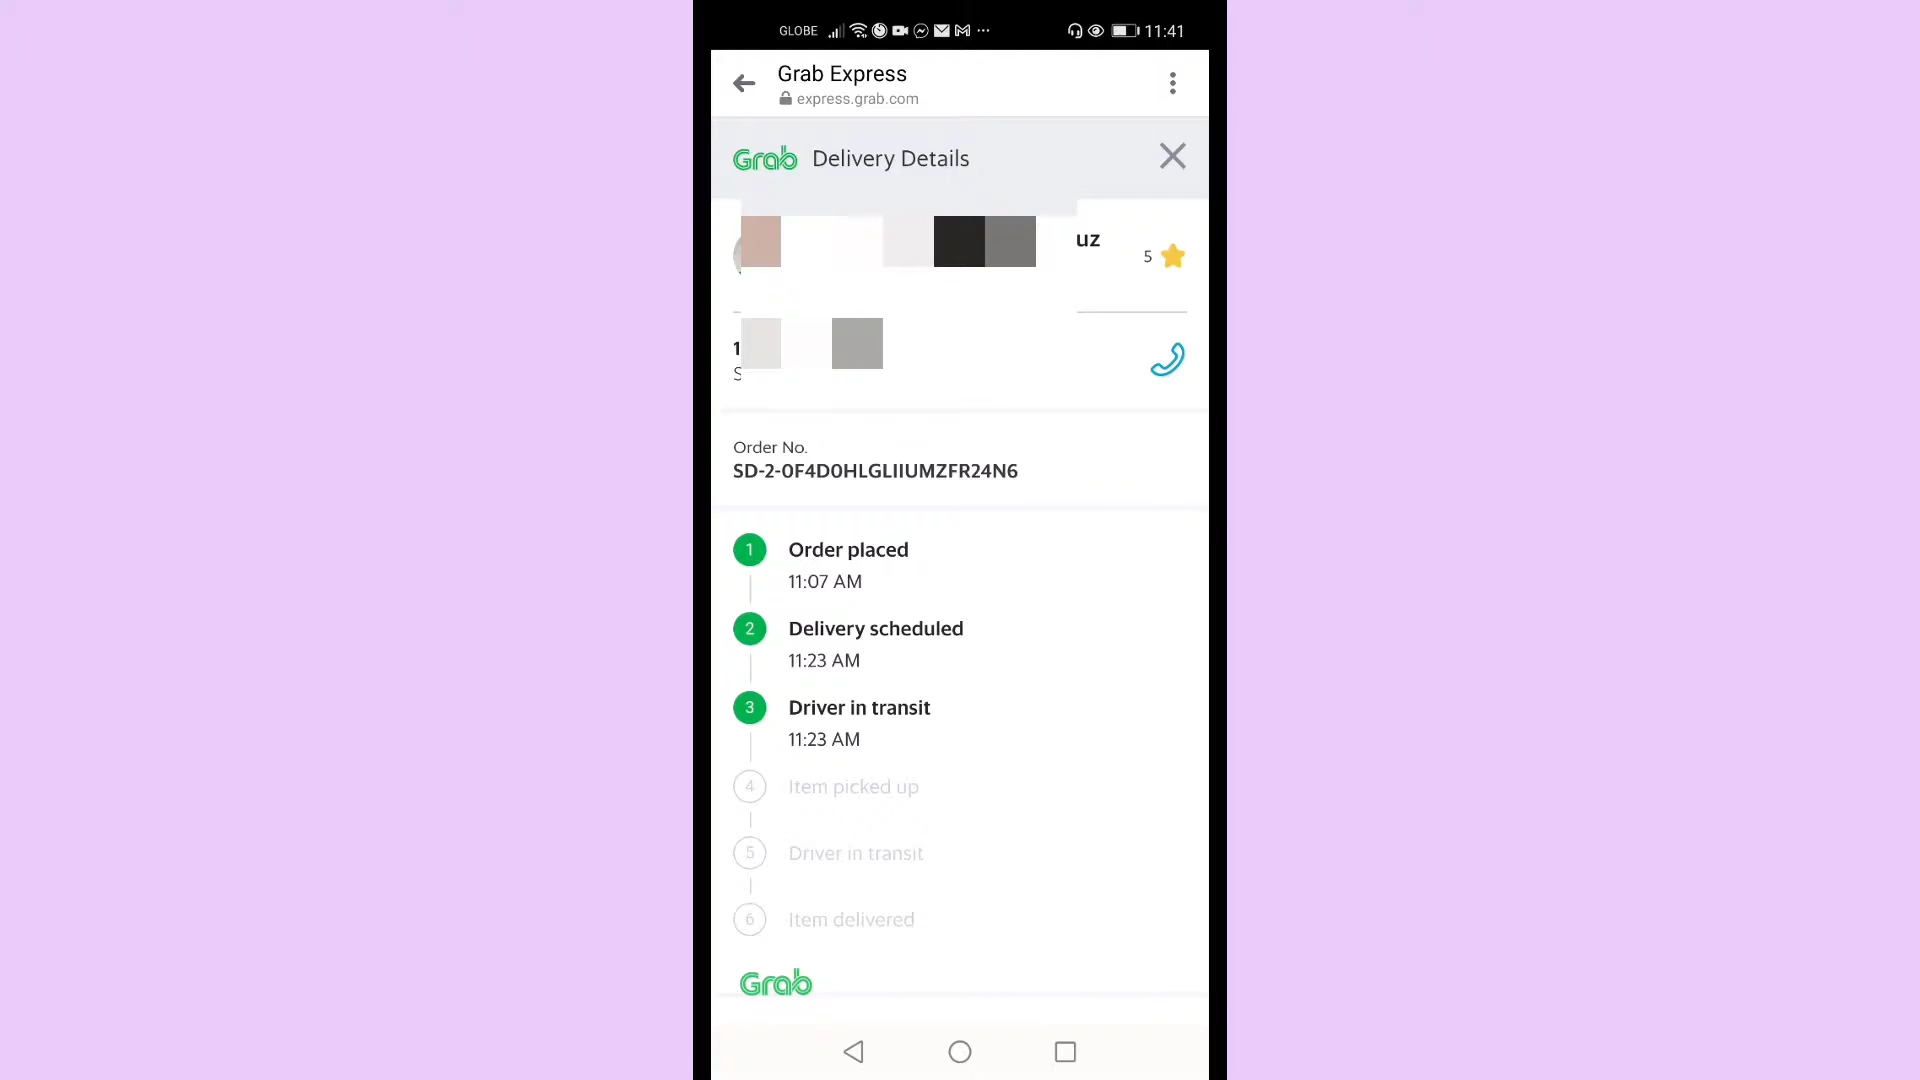 GLOBE 11:41
Grab Express
express.grab.com
Grab Delivery Details
uz
5
1
S
Order No.
SD-2-0F4D0HLGLIIUMZFR24N6
1 Order placed
11:07 AM
2 Delivery scheduled
11:23 AM
3 Driver in transit
11:23 AM
4 Item picked up
5 Driver in transit
6 Item delivered
Grab